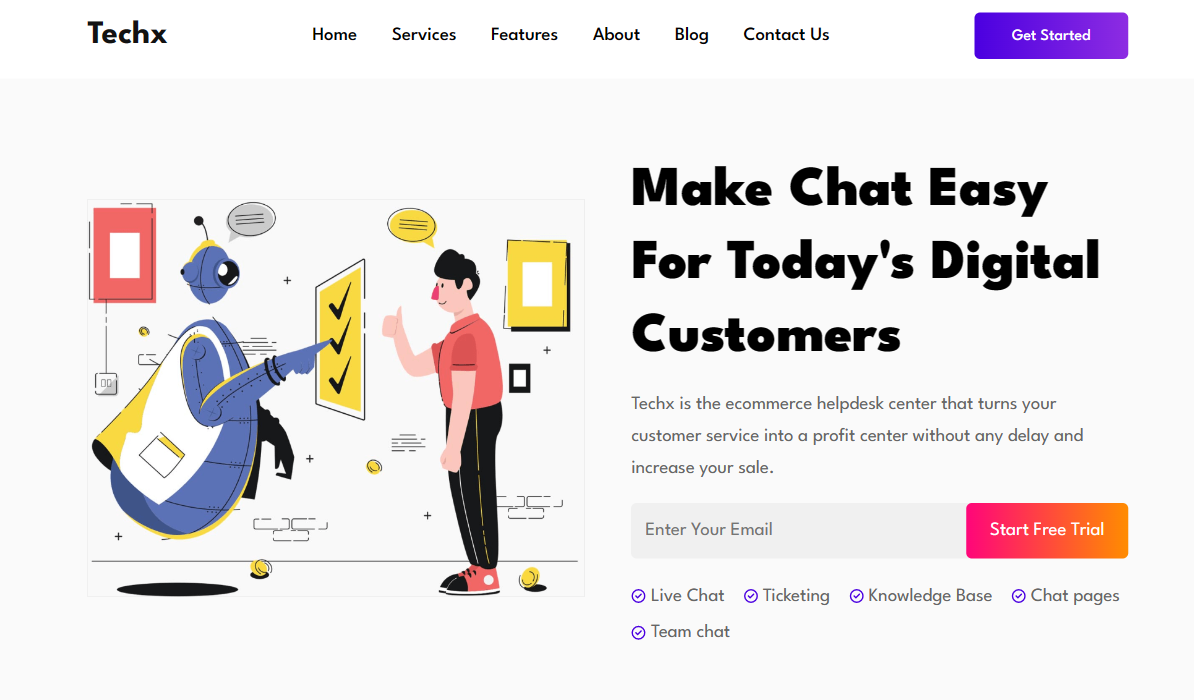 Techx
Home Services Features About Blog Contact Us
Get Started
Make Chat Easy
For Today's Digital
Customers
Techx is the ecommerce helpdesk center that turns your
customer service into a profit center without any delay and
increase your sale.
Enter Your Email
Start Free Trial
Live Chat Ticketing Knowledge Base Chat pages
Team chat